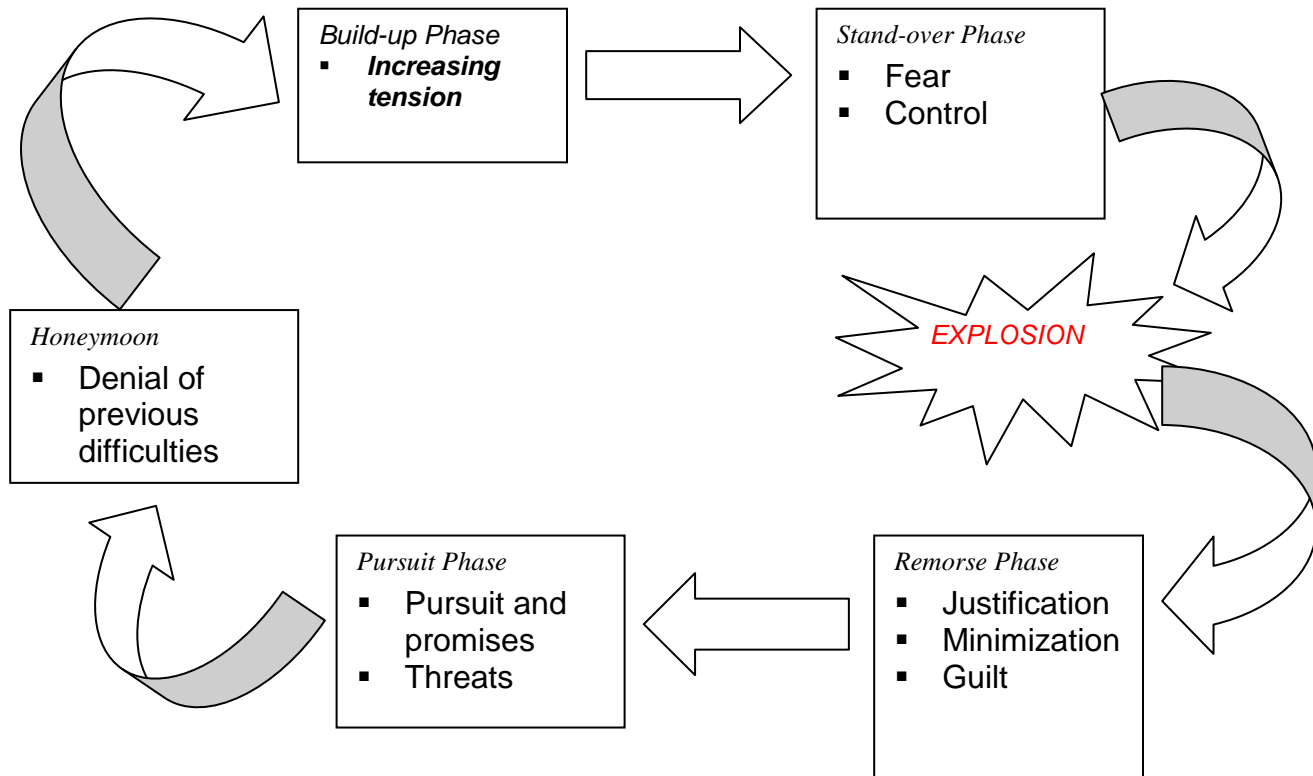 Build-up Phase
▪ Increasing
tension
Stand-over Phase
▪ Fear
▪ Control
EXPLOSION
Remorse Phase
▪ Justification
▪ Minimization
▪ Guilt
Pursuit Phase
▪ Pursuit and
promises
▪ Threats
Honeymoon
▪ Denial of
previous
difficulties